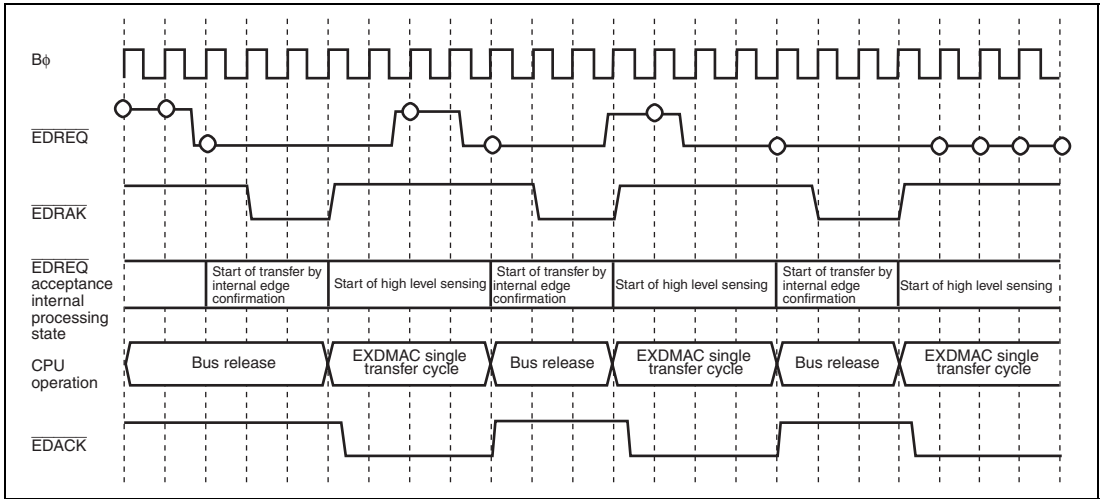 Bφ
EDREQ
EDRAK
EDREQ
acceptance
internal
processing
state
Start of transfer by
internal edge
confirmation
Start of high level sensing
Start of transfer by
internal edge
confirmation
Start of high level sensing
Start of transfer by
internal edge
confirmation
Start of high level sensing
CPU
operation
Bus release
EXDMAC single
transfer cycle
Bus release
EXDMAC single
transfer cycle
Bus release
EXDMAC single
transfer cycle
EDACK